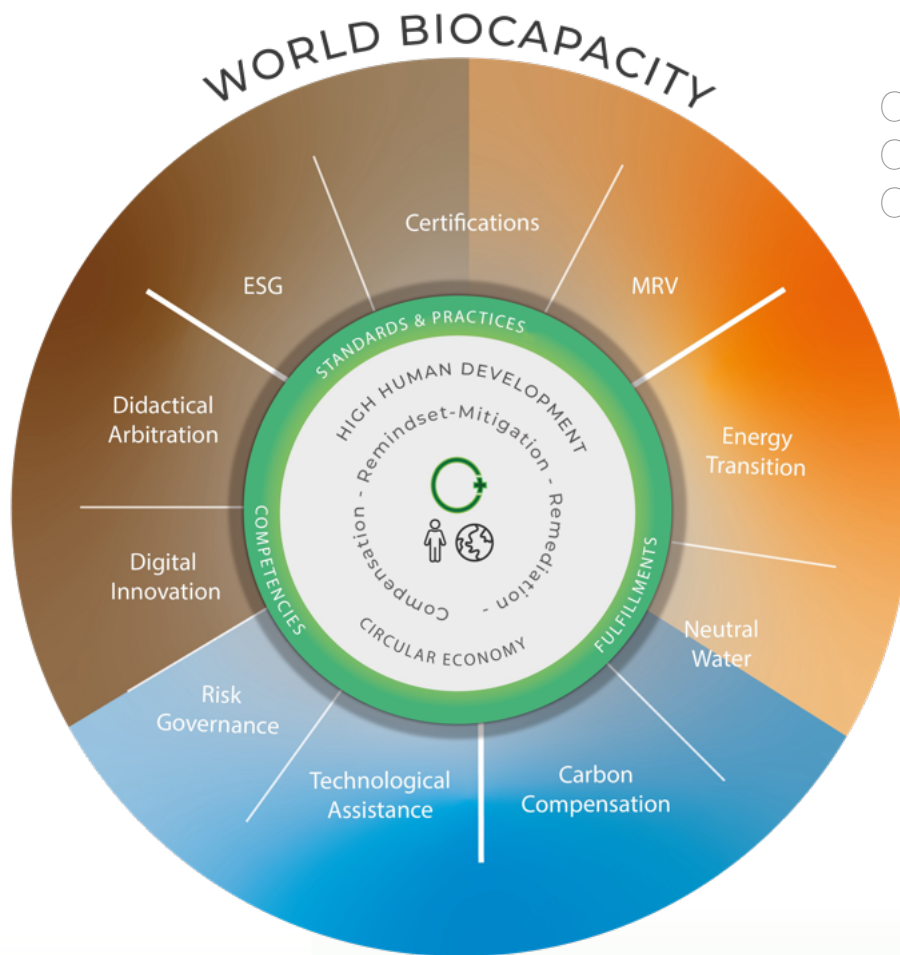 WORLD BIOCAPACITY
Certifications
ESG
MRV
Didactical
Arbitration
Energy
Transition
Digital
Innovation
Neutral
Water
Risk
Governance
Technological
Assistance
Carbon
Compensation
STANDARDS & PRACTICES
COMPETENCIES
FULFILLMENTS
HIGH HUMAN DEVELOPMENT
Compensation - Remindset-Mitigation - Remediation -
CIRCULAR ECONOMY